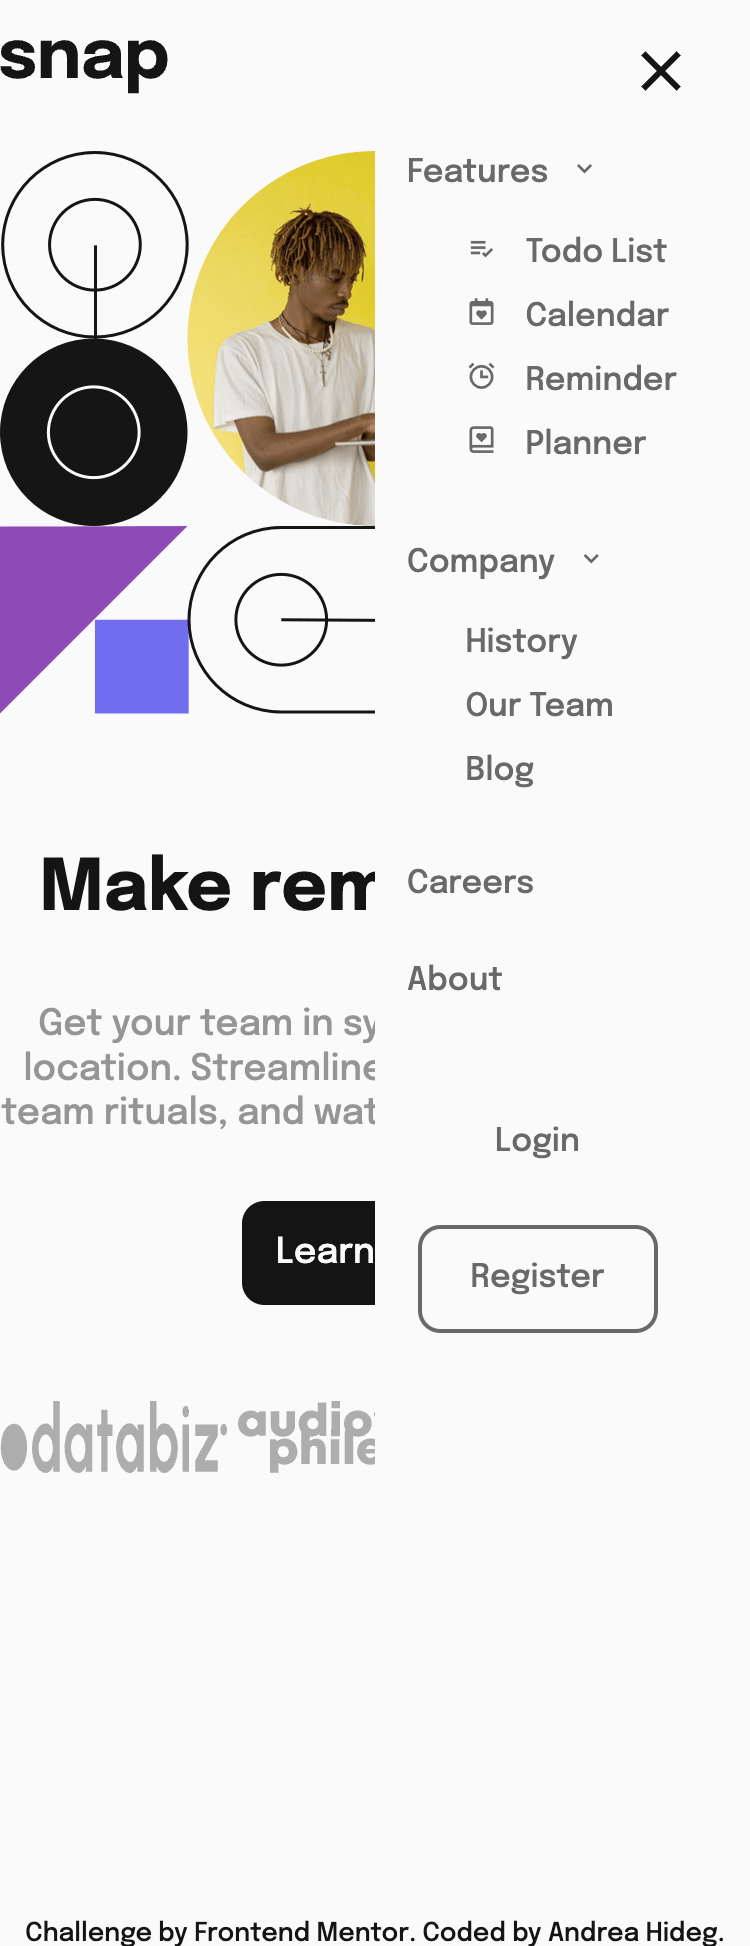 snap
Features
Todo List
Calendar
Reminder
Planner
Company
History
Our Team
Blog
Careers
About
Login
Register
Make rem
Get your team in sy
location. Streamline
team rituals, and wat
Learn
databiz
audio
phile
Challenge by Frontend Mentor. Coded by Andrea Hideg.